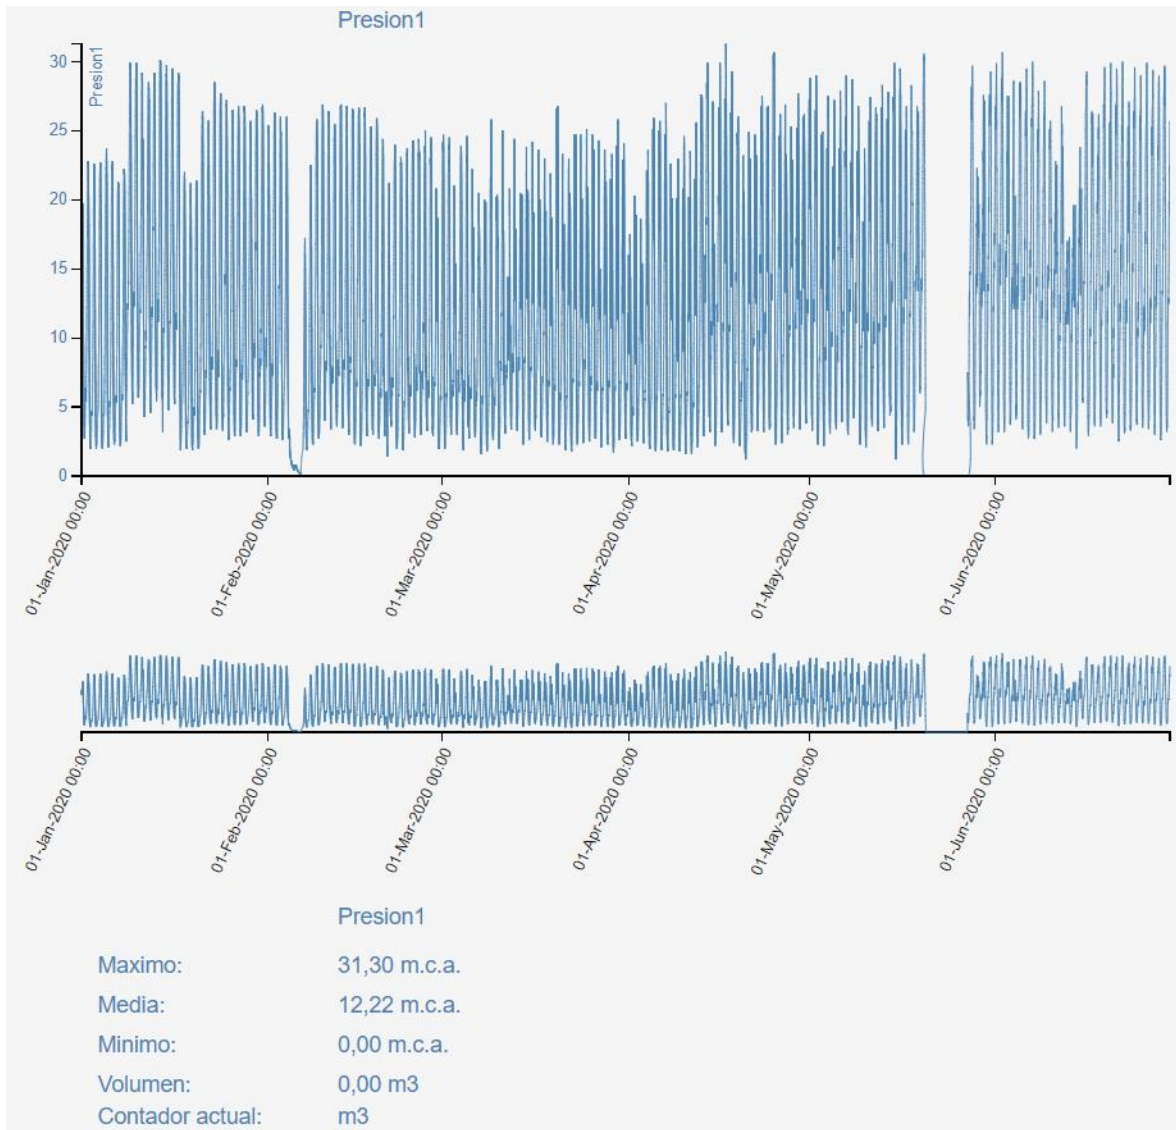 Presion1
30
Presion1
25
20
15
10
5
0
01-Jan-2020 00:00
01-Feb-2020 00:00
01-Mar-2020 00:00
01-Apr-2020 00:00
01-May-2020 00:00
01-Jun-2020 00:00
01-Jan-2020 00:00
01-Feb-2020 00:00
01-Mar-2020 00:00
01-Apr-2020 00:00
01-May-2020 00:00
01-Jun-2020 00:00
Presion1
Maximo: 31,30 m.c.a.
Media: 12,22 m.c.a.
Minimo: 0,00 m.c.a.
Volumen: 0,00 m3
Contador actual: m3